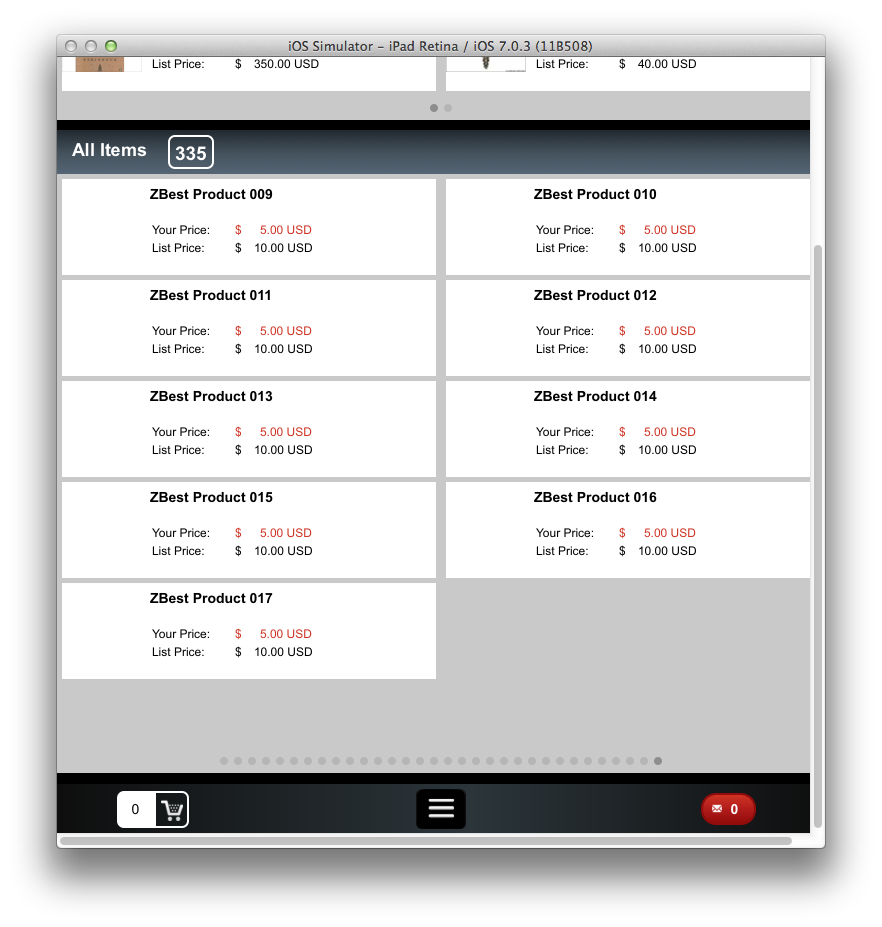 iOS Simulator – iPad Retina / iOS 7.0.3 (11B508)
List Price: $ 350.00 USD
List Price: $ 40.00 USD
All Items 335
ZBest Product 009
Your Price: $ 5.00 USD
List Price: $ 10.00 USD
ZBest Product 010
Your Price: $ 5.00 USD
List Price: $ 10.00 USD
ZBest Product 011
Your Price: $ 5.00 USD
List Price: $ 10.00 USD
ZBest Product 012
Your Price: $ 5.00 USD
List Price: $ 10.00 USD
ZBest Product 013
Your Price: $ 5.00 USD
List Price: $ 10.00 USD
ZBest Product 014
Your Price: $ 5.00 USD
List Price: $ 10.00 USD
ZBest Product 015
Your Price: $ 5.00 USD
List Price: $ 10.00 USD
ZBest Product 016
Your Price: $ 5.00 USD
List Price: $ 10.00 USD
ZBest Product 017
Your Price: $ 5.00 USD
List Price: $ 10.00 USD
0
0